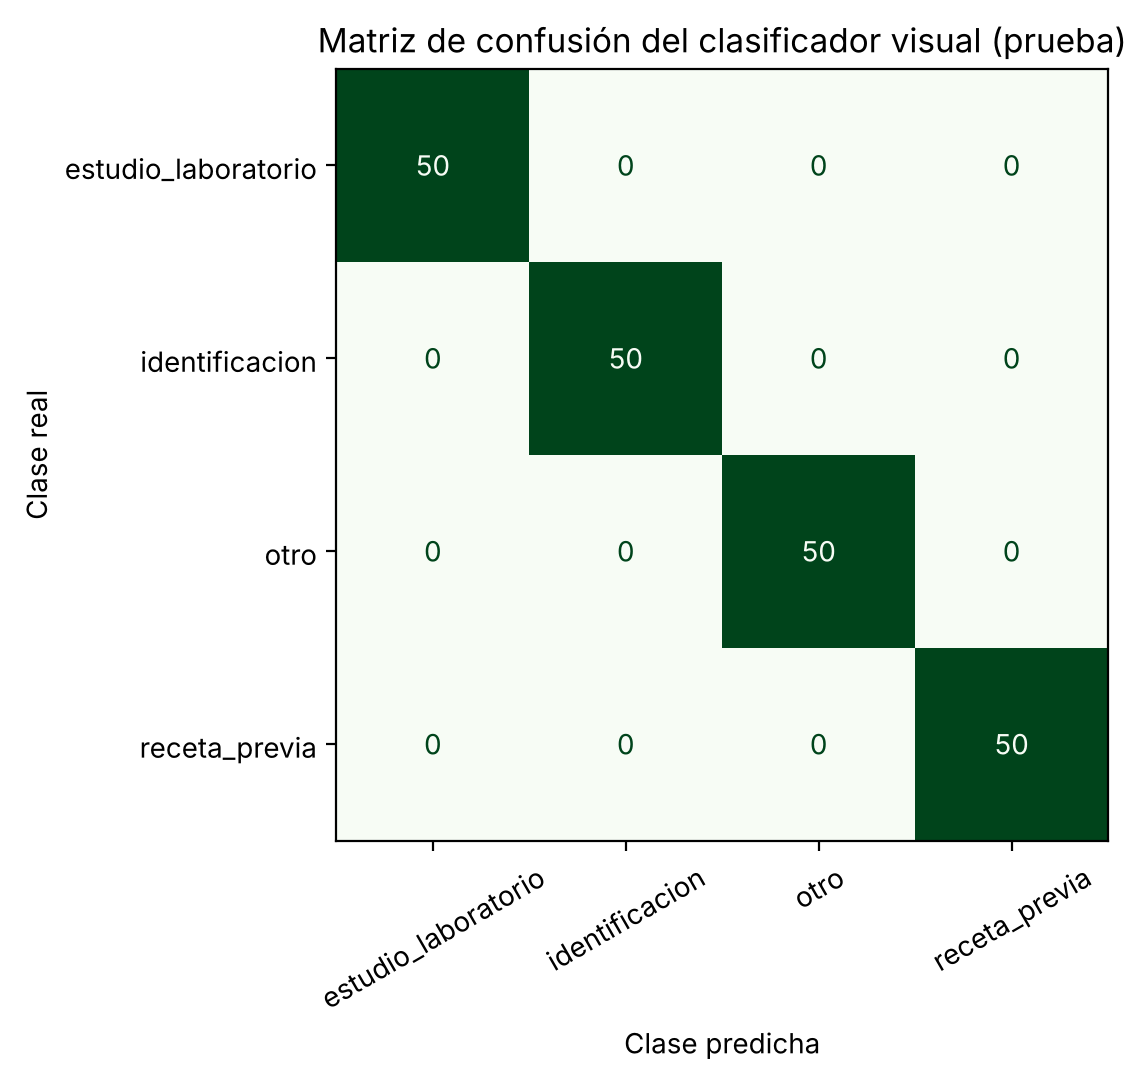 Matriz de confusión del clasificador visual (prueba)
estudio_laboratorio 50 0 0 0
identificacion 0 50 0 0
Clase real
otro 0 0 50 0
receta_previa 0 0 0 50
estudio_laboratorio identificacion otro receta_previa
Clase predicha